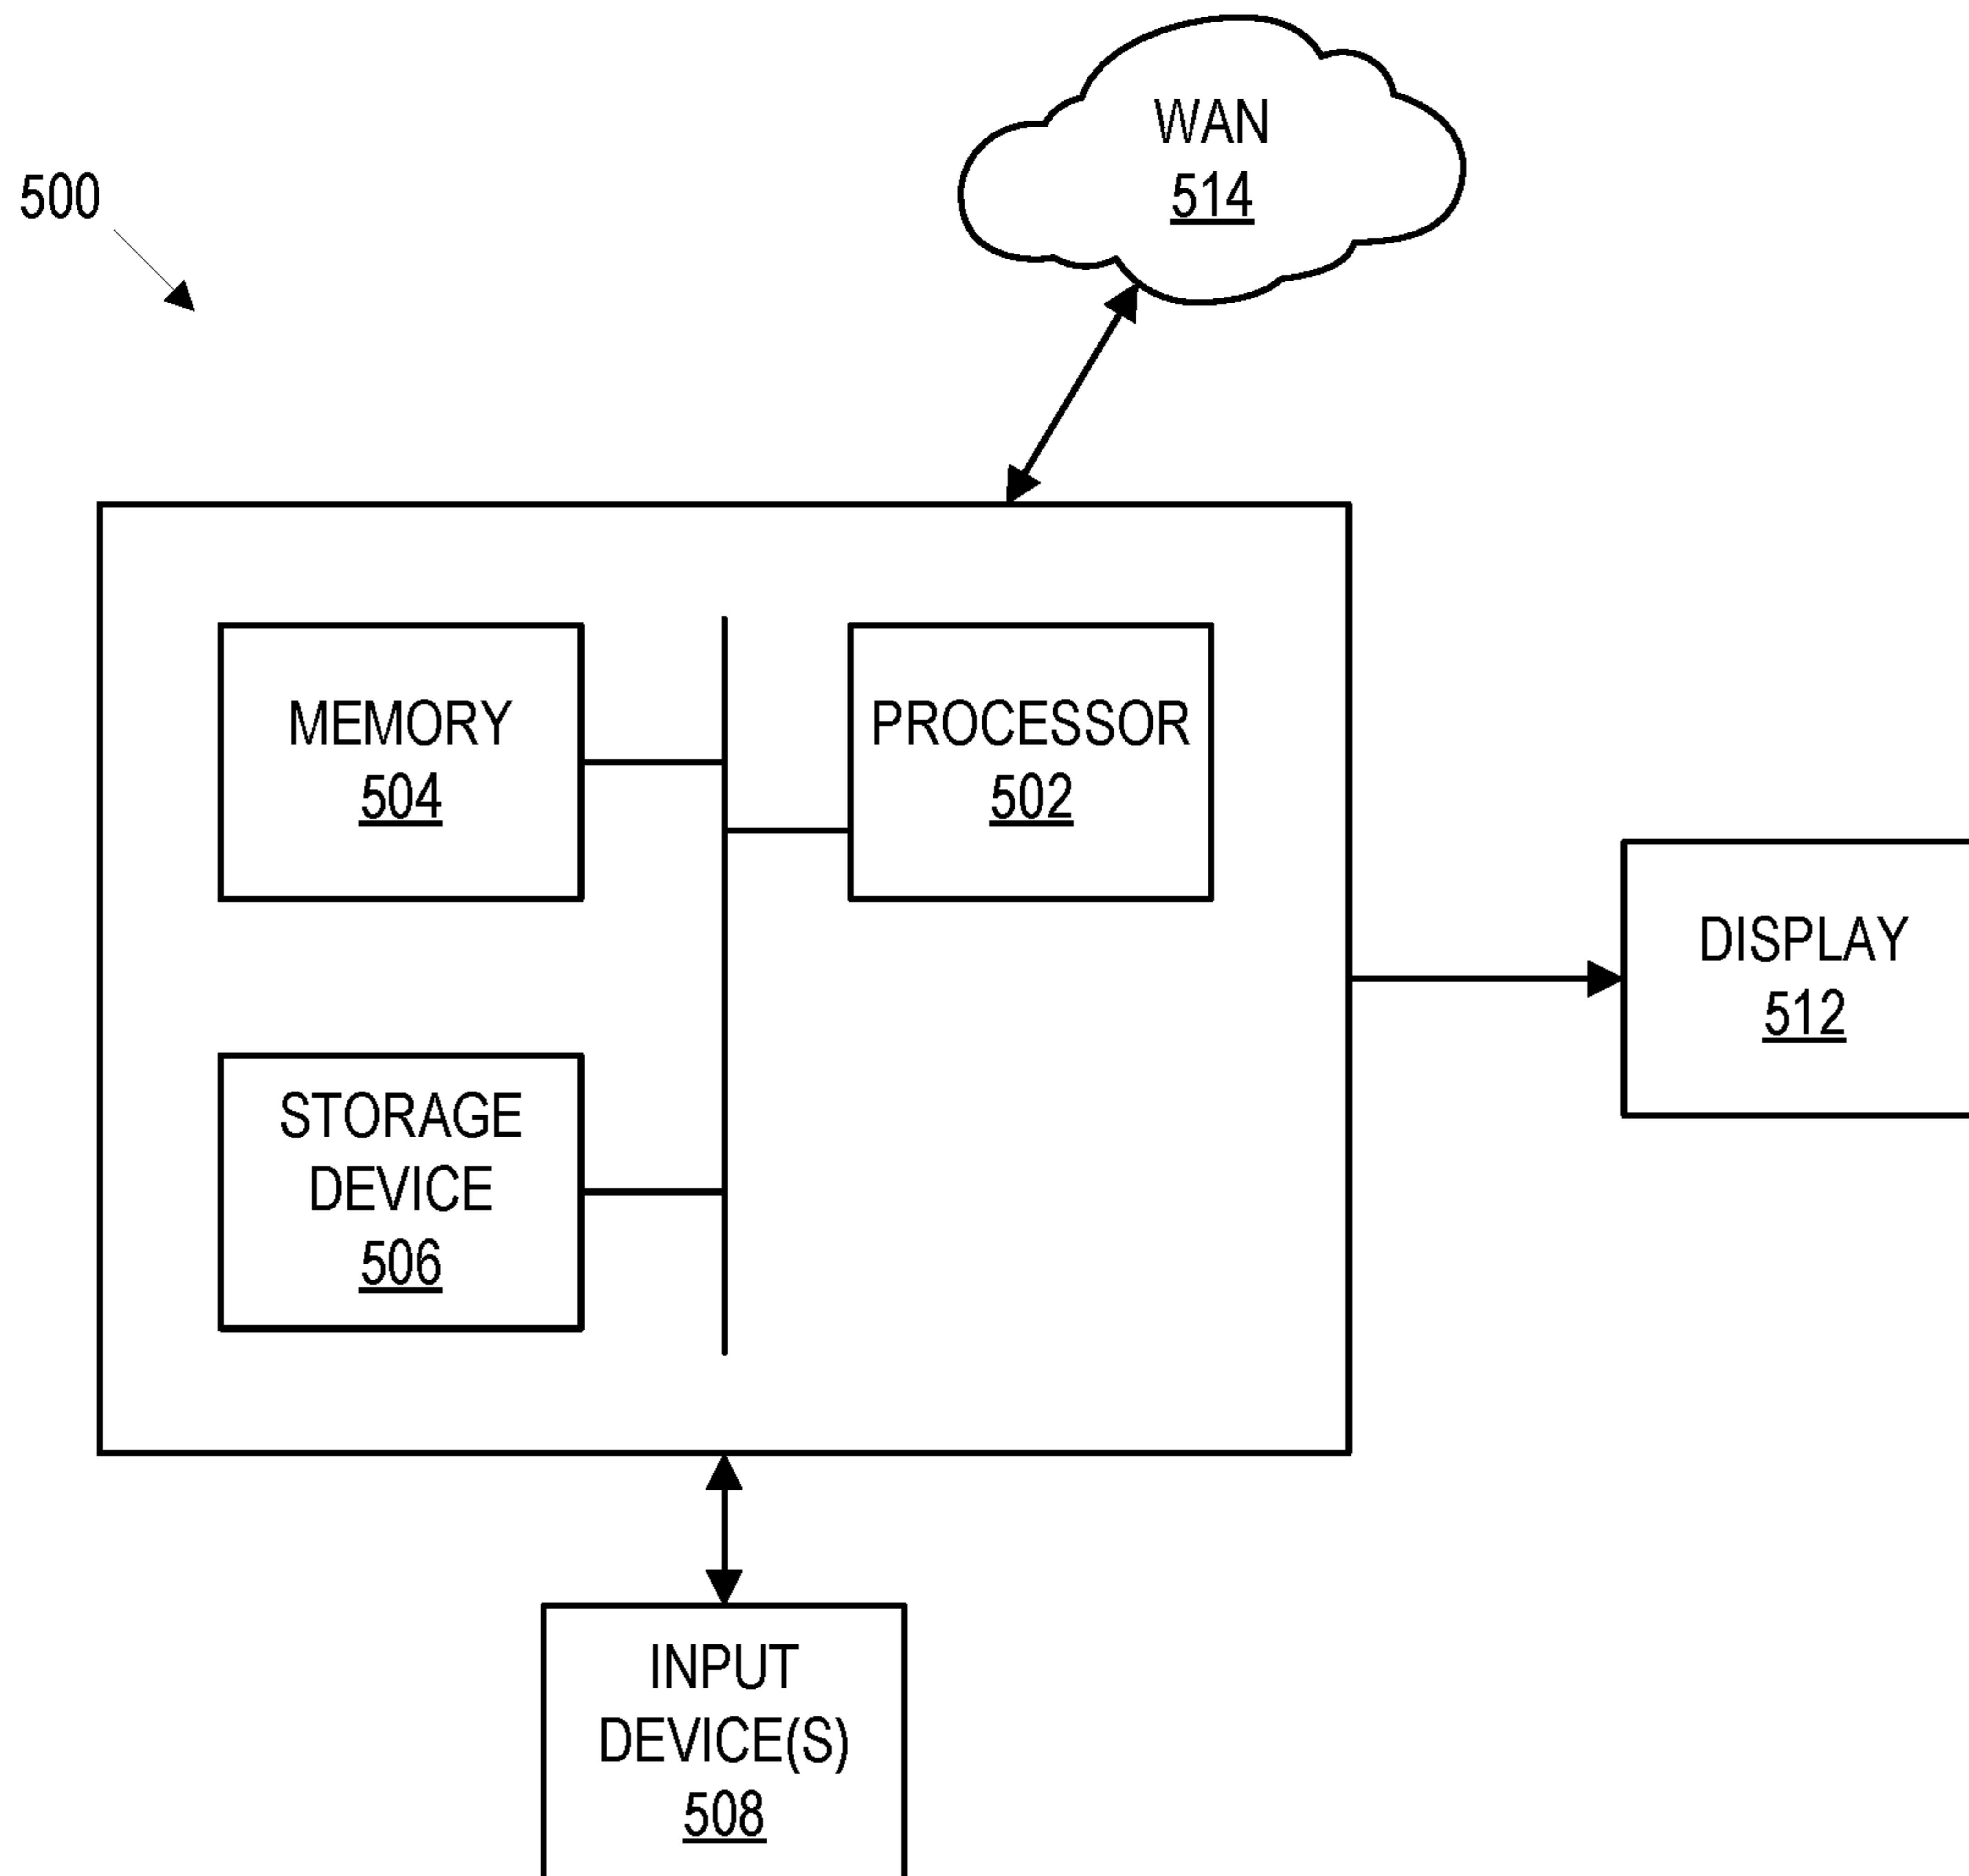 WAN
514
500
MEMORY
504
PROCESSOR
502
DISPLAY
512
STORAGE
DEVICE
506
INPUT
DEVICE(S)
508